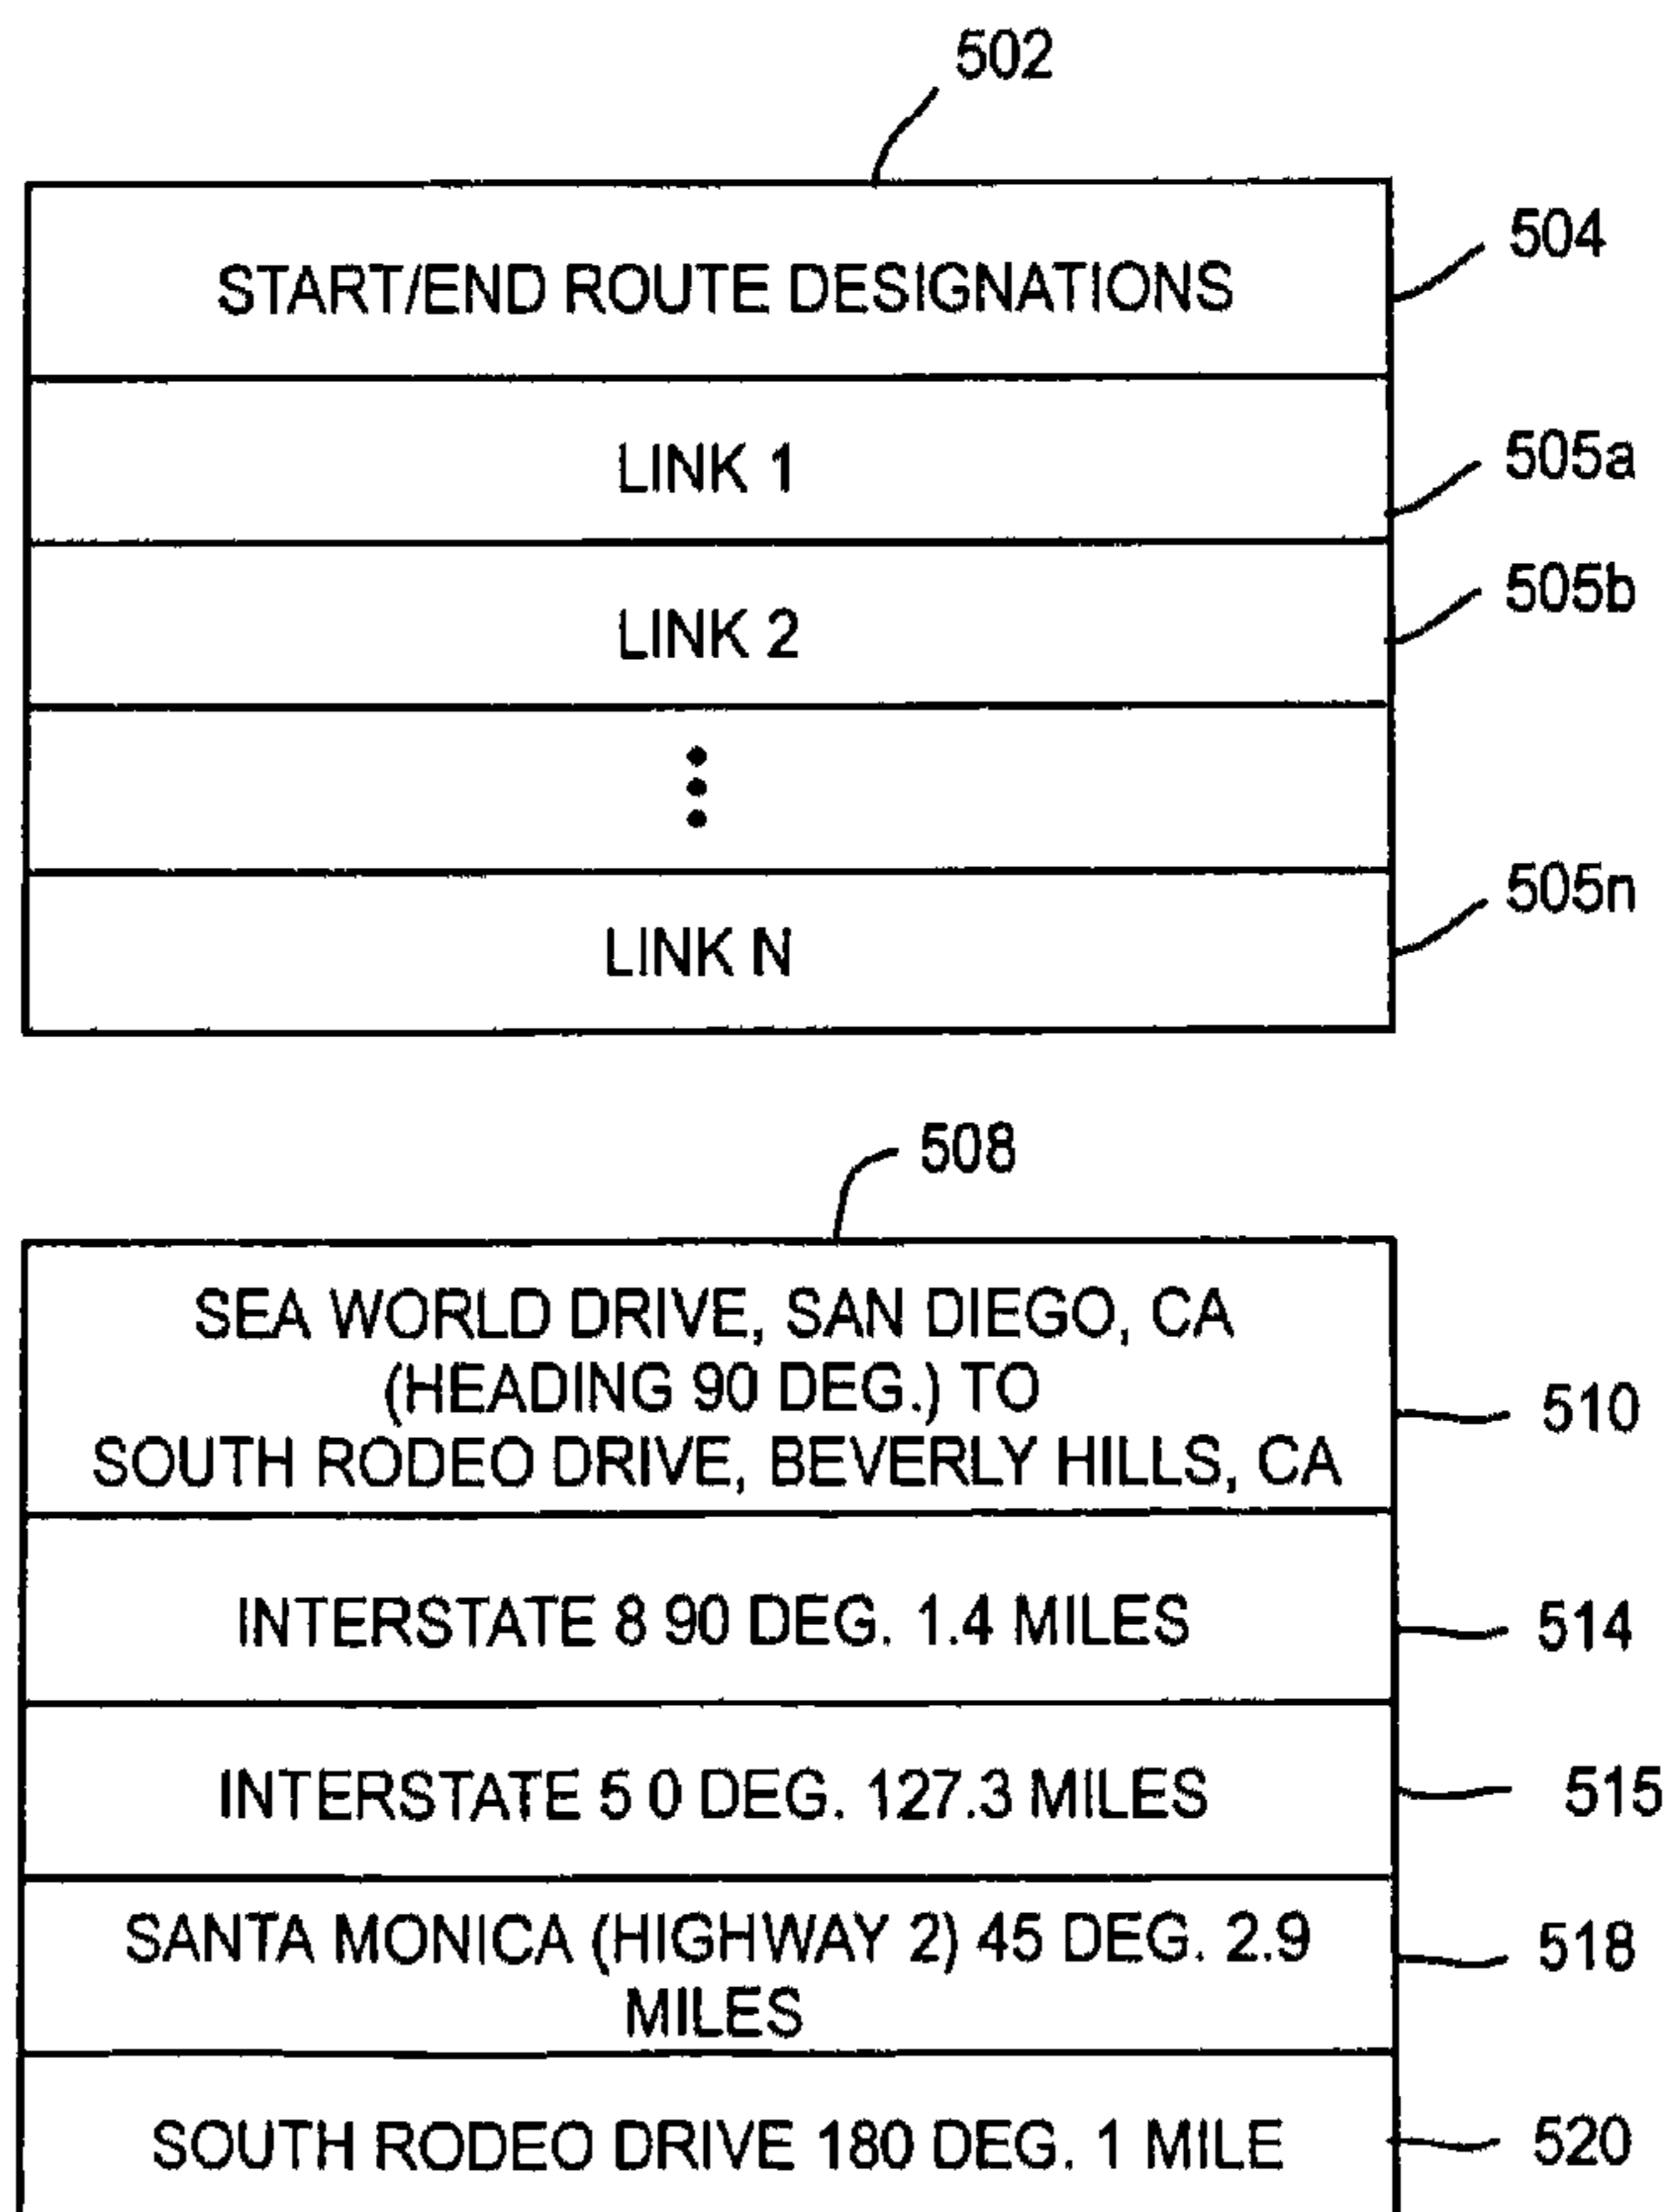 502
START/END ROUTE DESIGNATIONS
504
LINK 1
505a
LINK 2
505b
LINK N
505n
508
SEA WORLD DRIVE, SAN DIEGO, CA
(HEADING 90 DEG.) TO
SOUTH RODEO DRIVE, BEVERLY HILLS, CA
510
INTERSTATE 8 90 DEG. 1.4 MILES
514
INTERSTATE 5 0 DEG. 127.3 MILES
515
SANTA MONICA (HIGHWAY 2) 45 DEG. 2.9
MILES
518
SOUTH RODEO DRIVE 180 DEG. 1 MILE
520